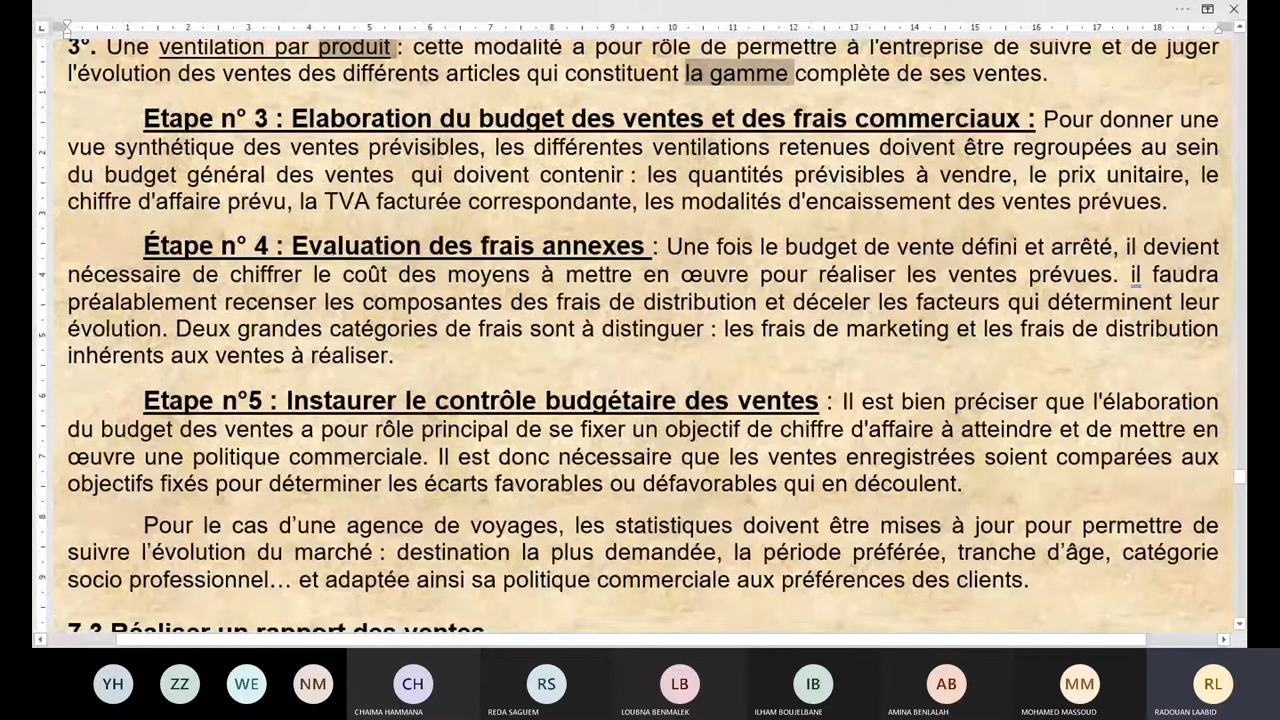 3°. Une ventilation par produit : cette modalité a pour rôle de permettre à l'entreprise de suivre et de juger
l'évolution des ventes des différents articles qui constituent la gamme complète de ses ventes.
Etape n° 3 : Elaboration du budget des ventes et des frais commerciaux : Pour donner une
vue synthétique des ventes prévisibles, les différentes ventilations retenues doivent être regroupées au sein
du budget général des ventes qui doivent contenir : les quantités prévisibles à vendre, le prix unitaire, le
chiffre d'affaire prévu, la TVA facturée correspondante, les modalités d'encaissement des ventes prévues.
Étape n° 4 : Evaluation des frais annexes : Une fois le budget de vente défini et arrêté, il devient
nécessaire de chiffrer le coût des moyens à mettre en œuvre pour réaliser les ventes prévues. il faudra
préalablement recenser les composantes des frais de distribution et déceler les facteurs qui déterminent leur
évolution. Deux grandes catégories de frais sont à distinguer : les frais de marketing et les frais de distribution
inhérents aux ventes à réaliser.
Etape n°5 : Instaurer le contrôle budgétaire des ventes : Il est bien préciser que l'élaboration
du budget des ventes a pour rôle principal de se fixer un objectif de chiffre d'affaire à atteindre et de mettre en
œuvre une politique commerciale. Il est donc nécessaire que les ventes enregistrées soient comparées aux
objectifs fixés pour déterminer les écarts favorables ou défavorables qui en découlent.
Pour le cas d’une agence de voyages, les statistiques doivent être mises à jour pour permettre de
suivre l’évolution du marché : destination la plus demandée, la période préférée, tranche d’âge, catégorie
socio professionnel… et adaptée ainsi sa politique commerciale aux préférences des clients.
7.3 Réaliser un rapport des ventes
YH ZZ WE NM CH RS LB IB AB MM RL
CHAIMA HAMMANA REDA SAGUEM LOUBNA BENMALEK ILHAM BOUJELBANE AMINA BENLALAH MOHAMED MASSOUD RADOUAN LAABID